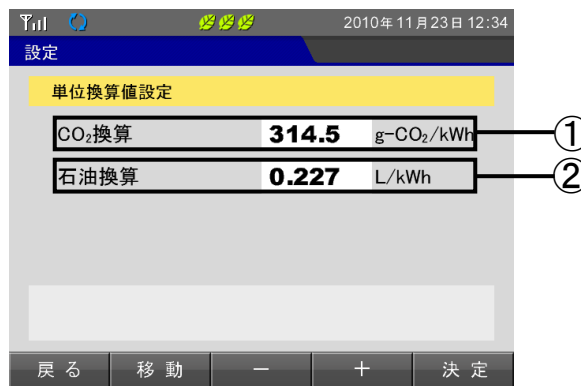 2010年11月23日 12:34
設定
単位換算値設定
CO₂換算 314.5 g-CO₂/kWh ①
石油換算 0.227 L/kWh ②
戻る 移動 － ＋ 決定